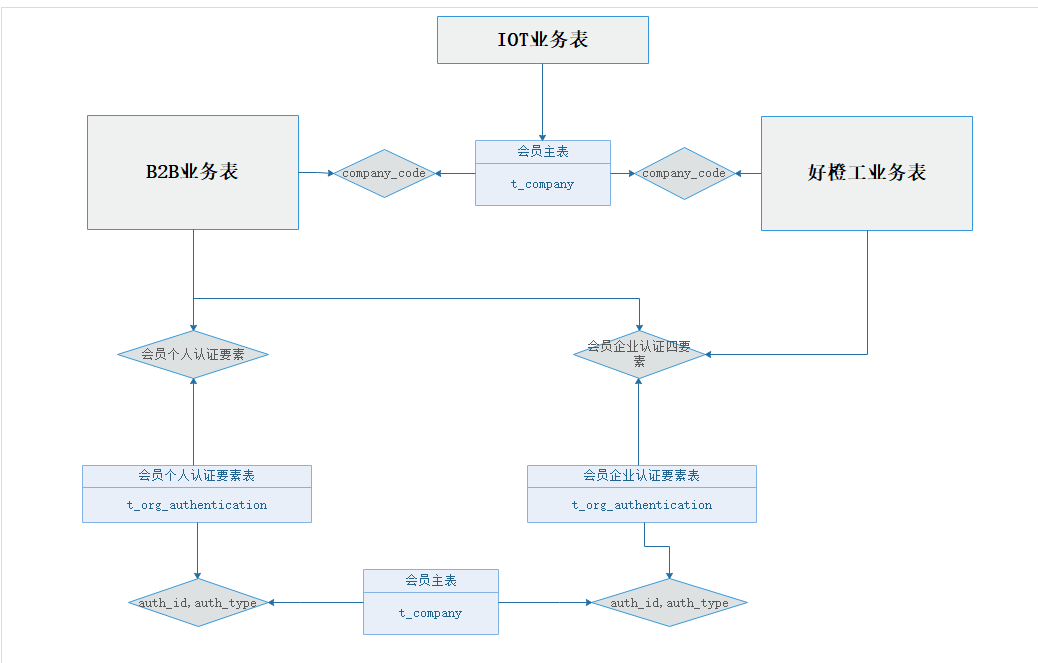 IOT业务表
会员主表
t_company
B2B业务表
company_code
company_code
好橙工业务表
会员个人认证要素
会员企业认证四要
素
会员个人认证要素表
t_org_authentication
会员企业认证要素表
t_org_authentication
会员主表
t_company
auth_id,auth_type
auth_id,auth_type